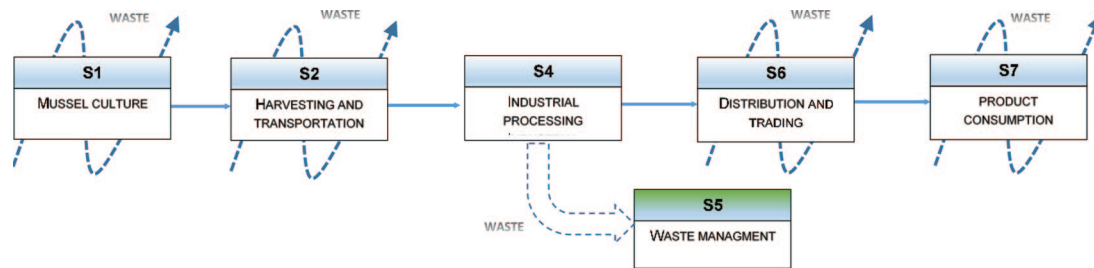 WASTE
WASTE
WASTE
WASTE
S1
MUSSEL CULTURE
S2
HARVESTING AND
TRANSPORTATION
S4
INDUSTRIAL
PROCESSING
S6
DISTRIBUTION AND
TRADING
S7
PRODUCT
CONSUMPTION
WASTE
S5
WASTE MANAGMENT